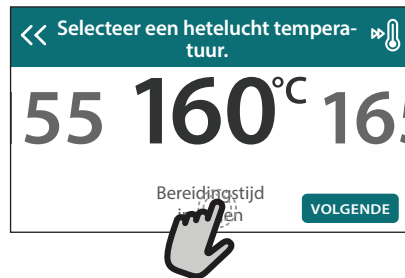 Selecteer een hetelucht tempera-
tuur.
55 160°C 16
Bereidingstijd
VOLGENDE